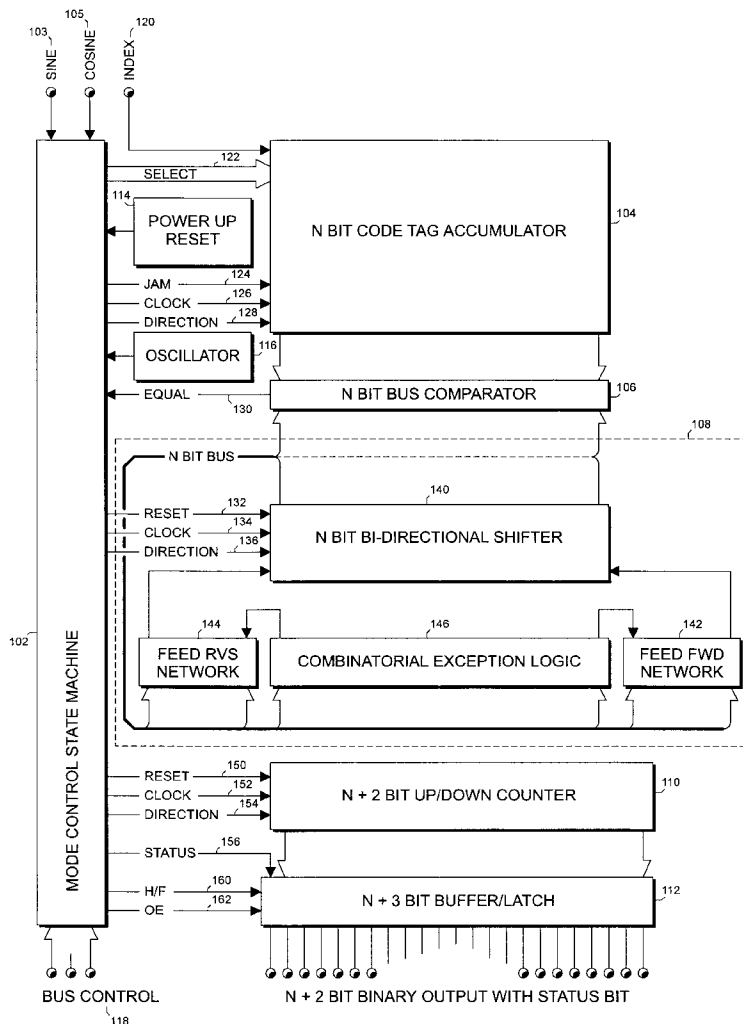 103
SINE
105
COSINE
120
INDEX
122
SELECT
114
POWER UP
RESET
N BIT CODE TAG ACCUMULATOR
104
JAM
124
CLOCK
126
DIRECTION
128
OSCILLATOR
116
EQUAL
130
N BIT BUS COMPARATOR
106
108
N BIT BUS
140
RESET
132
CLOCK
134
DIRECTION
136
N BIT BI-DIRECTIONAL SHIFTER
102
MODE CONTROL STATE MACHINE
144
FEED RVS
NETWORK
146
COMBINATORIAL EXCEPTION LOGIC
142
FEED FWD
NETWORK
RESET
150
CLOCK
152
DIRECTION
154
N + 2 BIT UP/DOWN COUNTER
110
STATUS
156
H/F
160
OE
162
N + 3 BIT BUFFER/LATCH
112
BUS CONTROL
118
N + 2 BIT BINARY OUTPUT WITH STATUS BIT